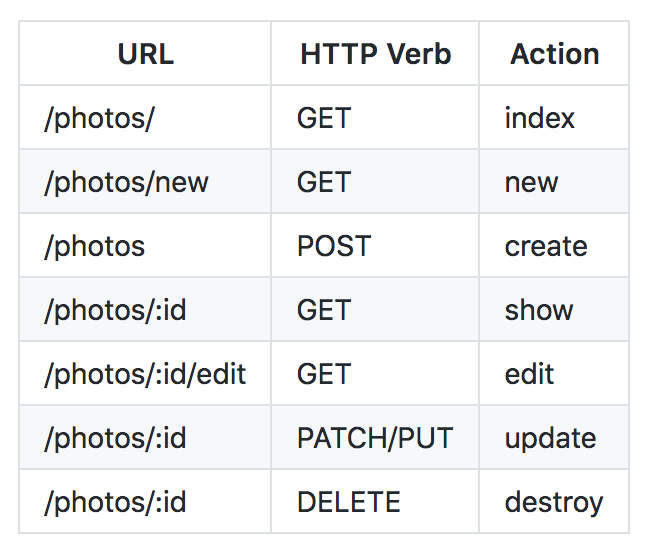 URL HTTP Verb Action
/photos/ GET index
/photos/new GET new
/photos POST create
/photos/:id GET show
/photos/:id/edit GET edit
/photos/:id PATCH/PUT update
/photos/:id DELETE destroy